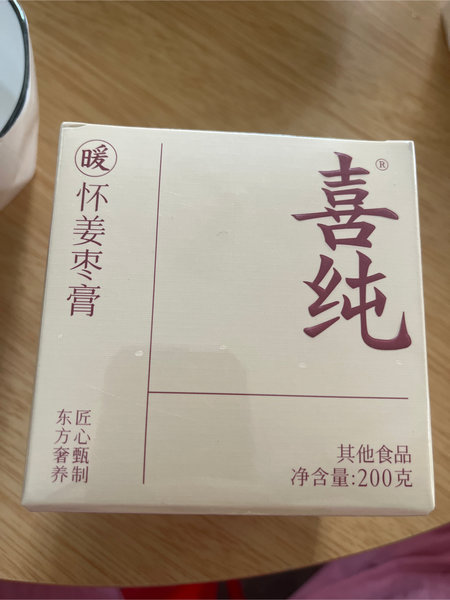 喜纯®
暖
怀姜枣膏
匠心甄制
东方奢养
其他食品
净含量:200克